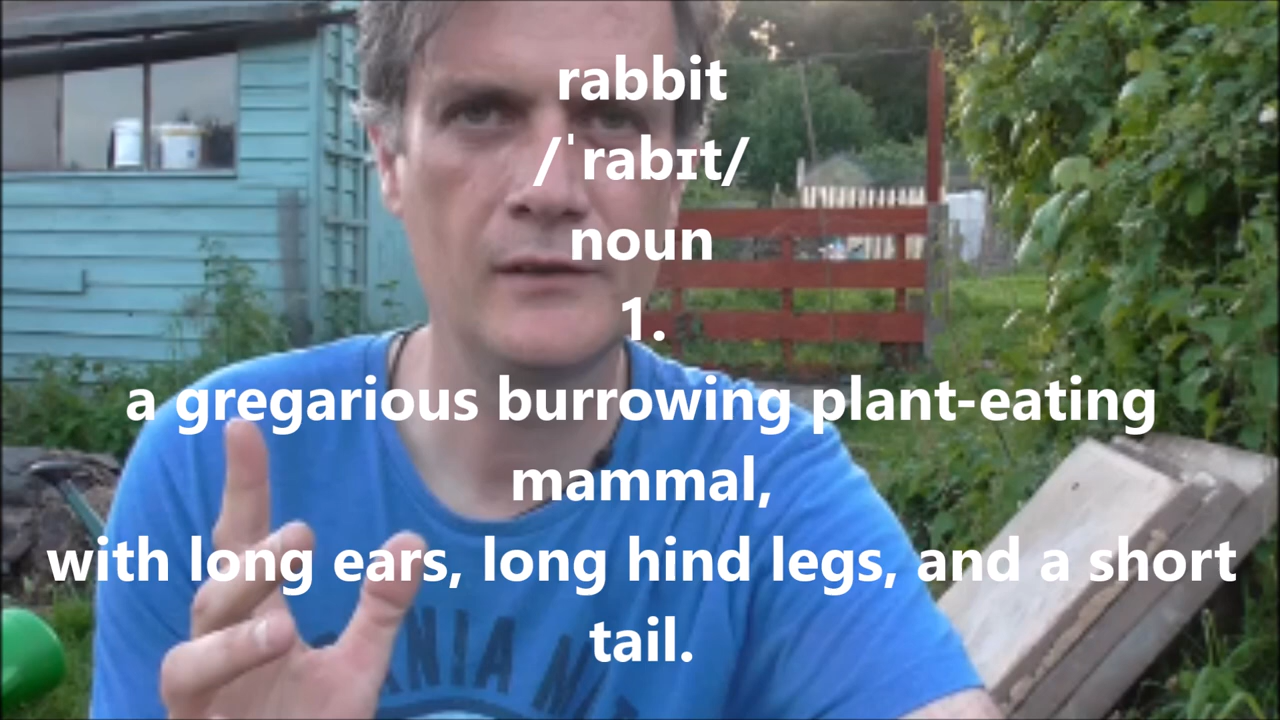 rabbit
/ˈrabɪt/
noun
1.
a gregarious burrowing plant-eating
mammal,
with long ears, long hind legs, and a short
tail.